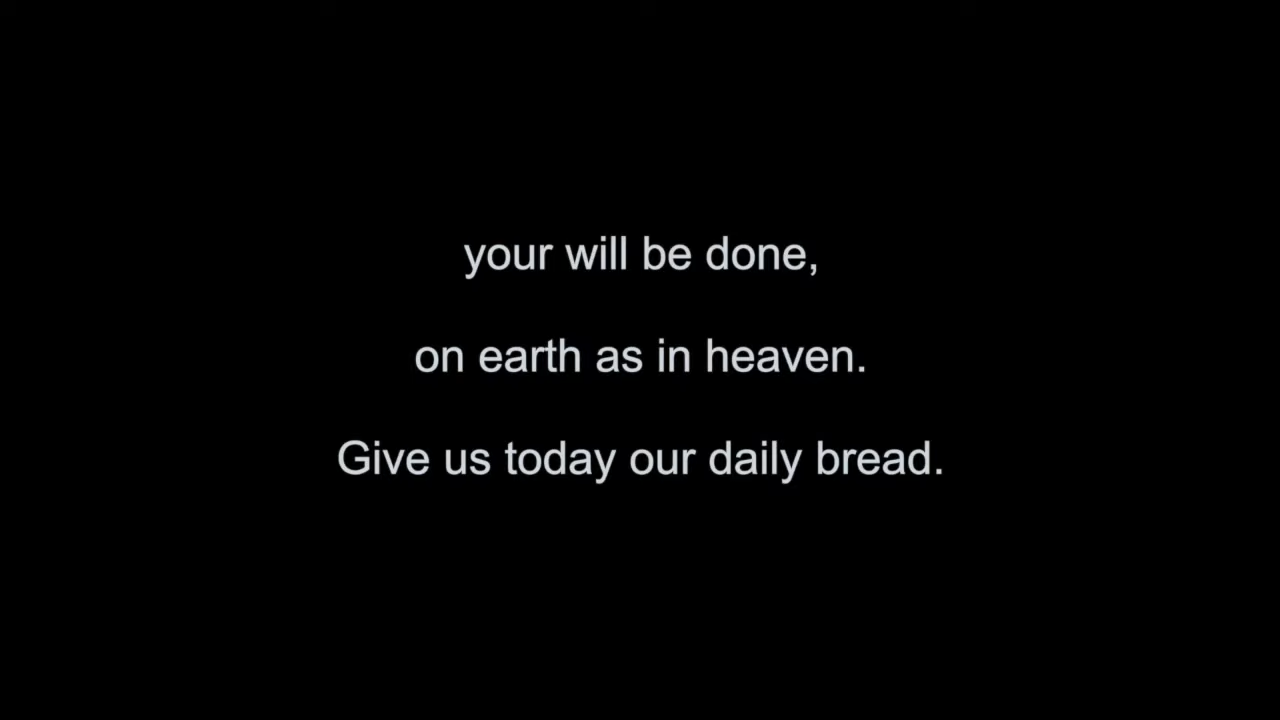 your will be done,
on earth as in heaven.
Give us today our daily bread.